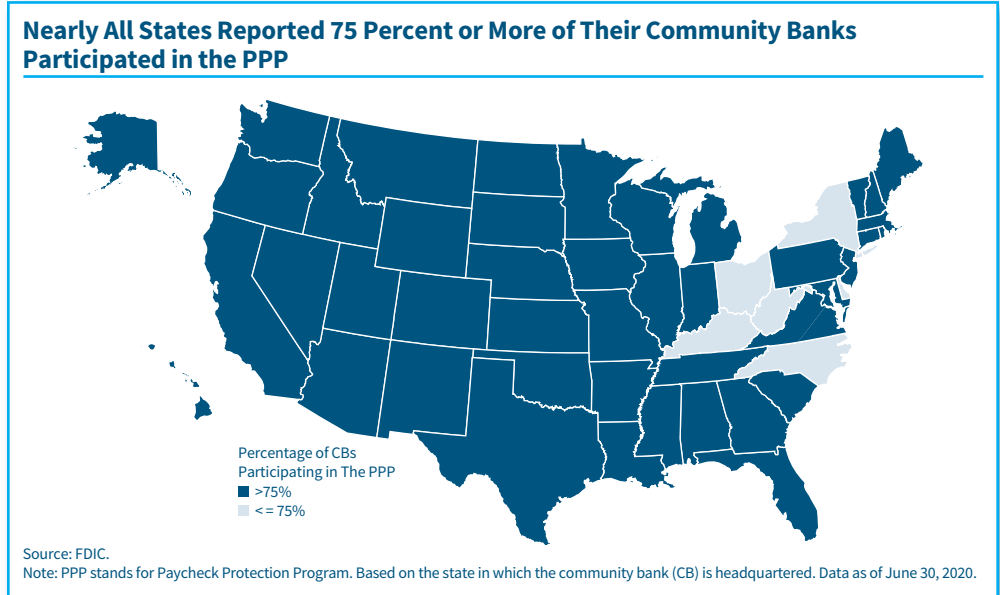 Nearly All States Reported 75 Percent or More of Their Community Banks
Participated in the PPP
Percentage of CBs
Participating in The PPP
>75%
< = 75%
Source: FDIC.
Note: PPP stands for Paycheck Protection Program. Based on the state in which the community bank (CB) is headquartered. Data as of June 30, 2020.